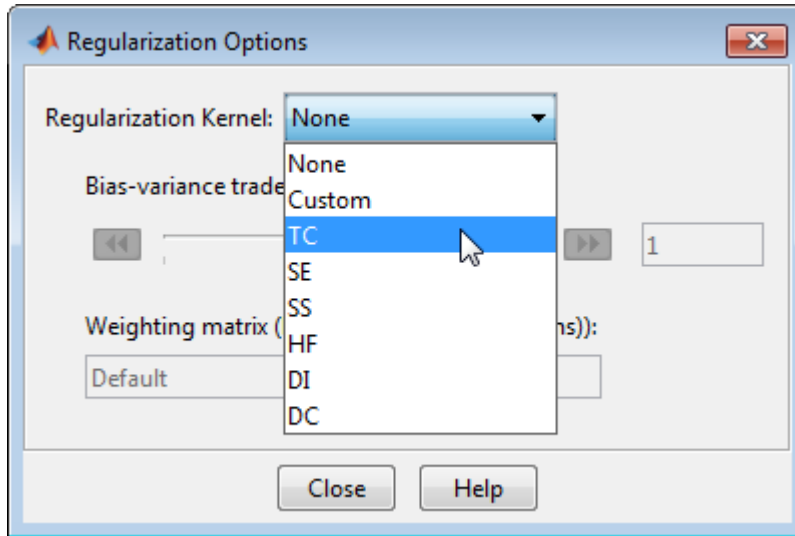 Regularization Options
Regularization Kernel: None
None
Bias-variance trade
Custom
TC
1
SE
SS
Weighting matrix ( ns)):
HF
Default
DI
DC
Close Help